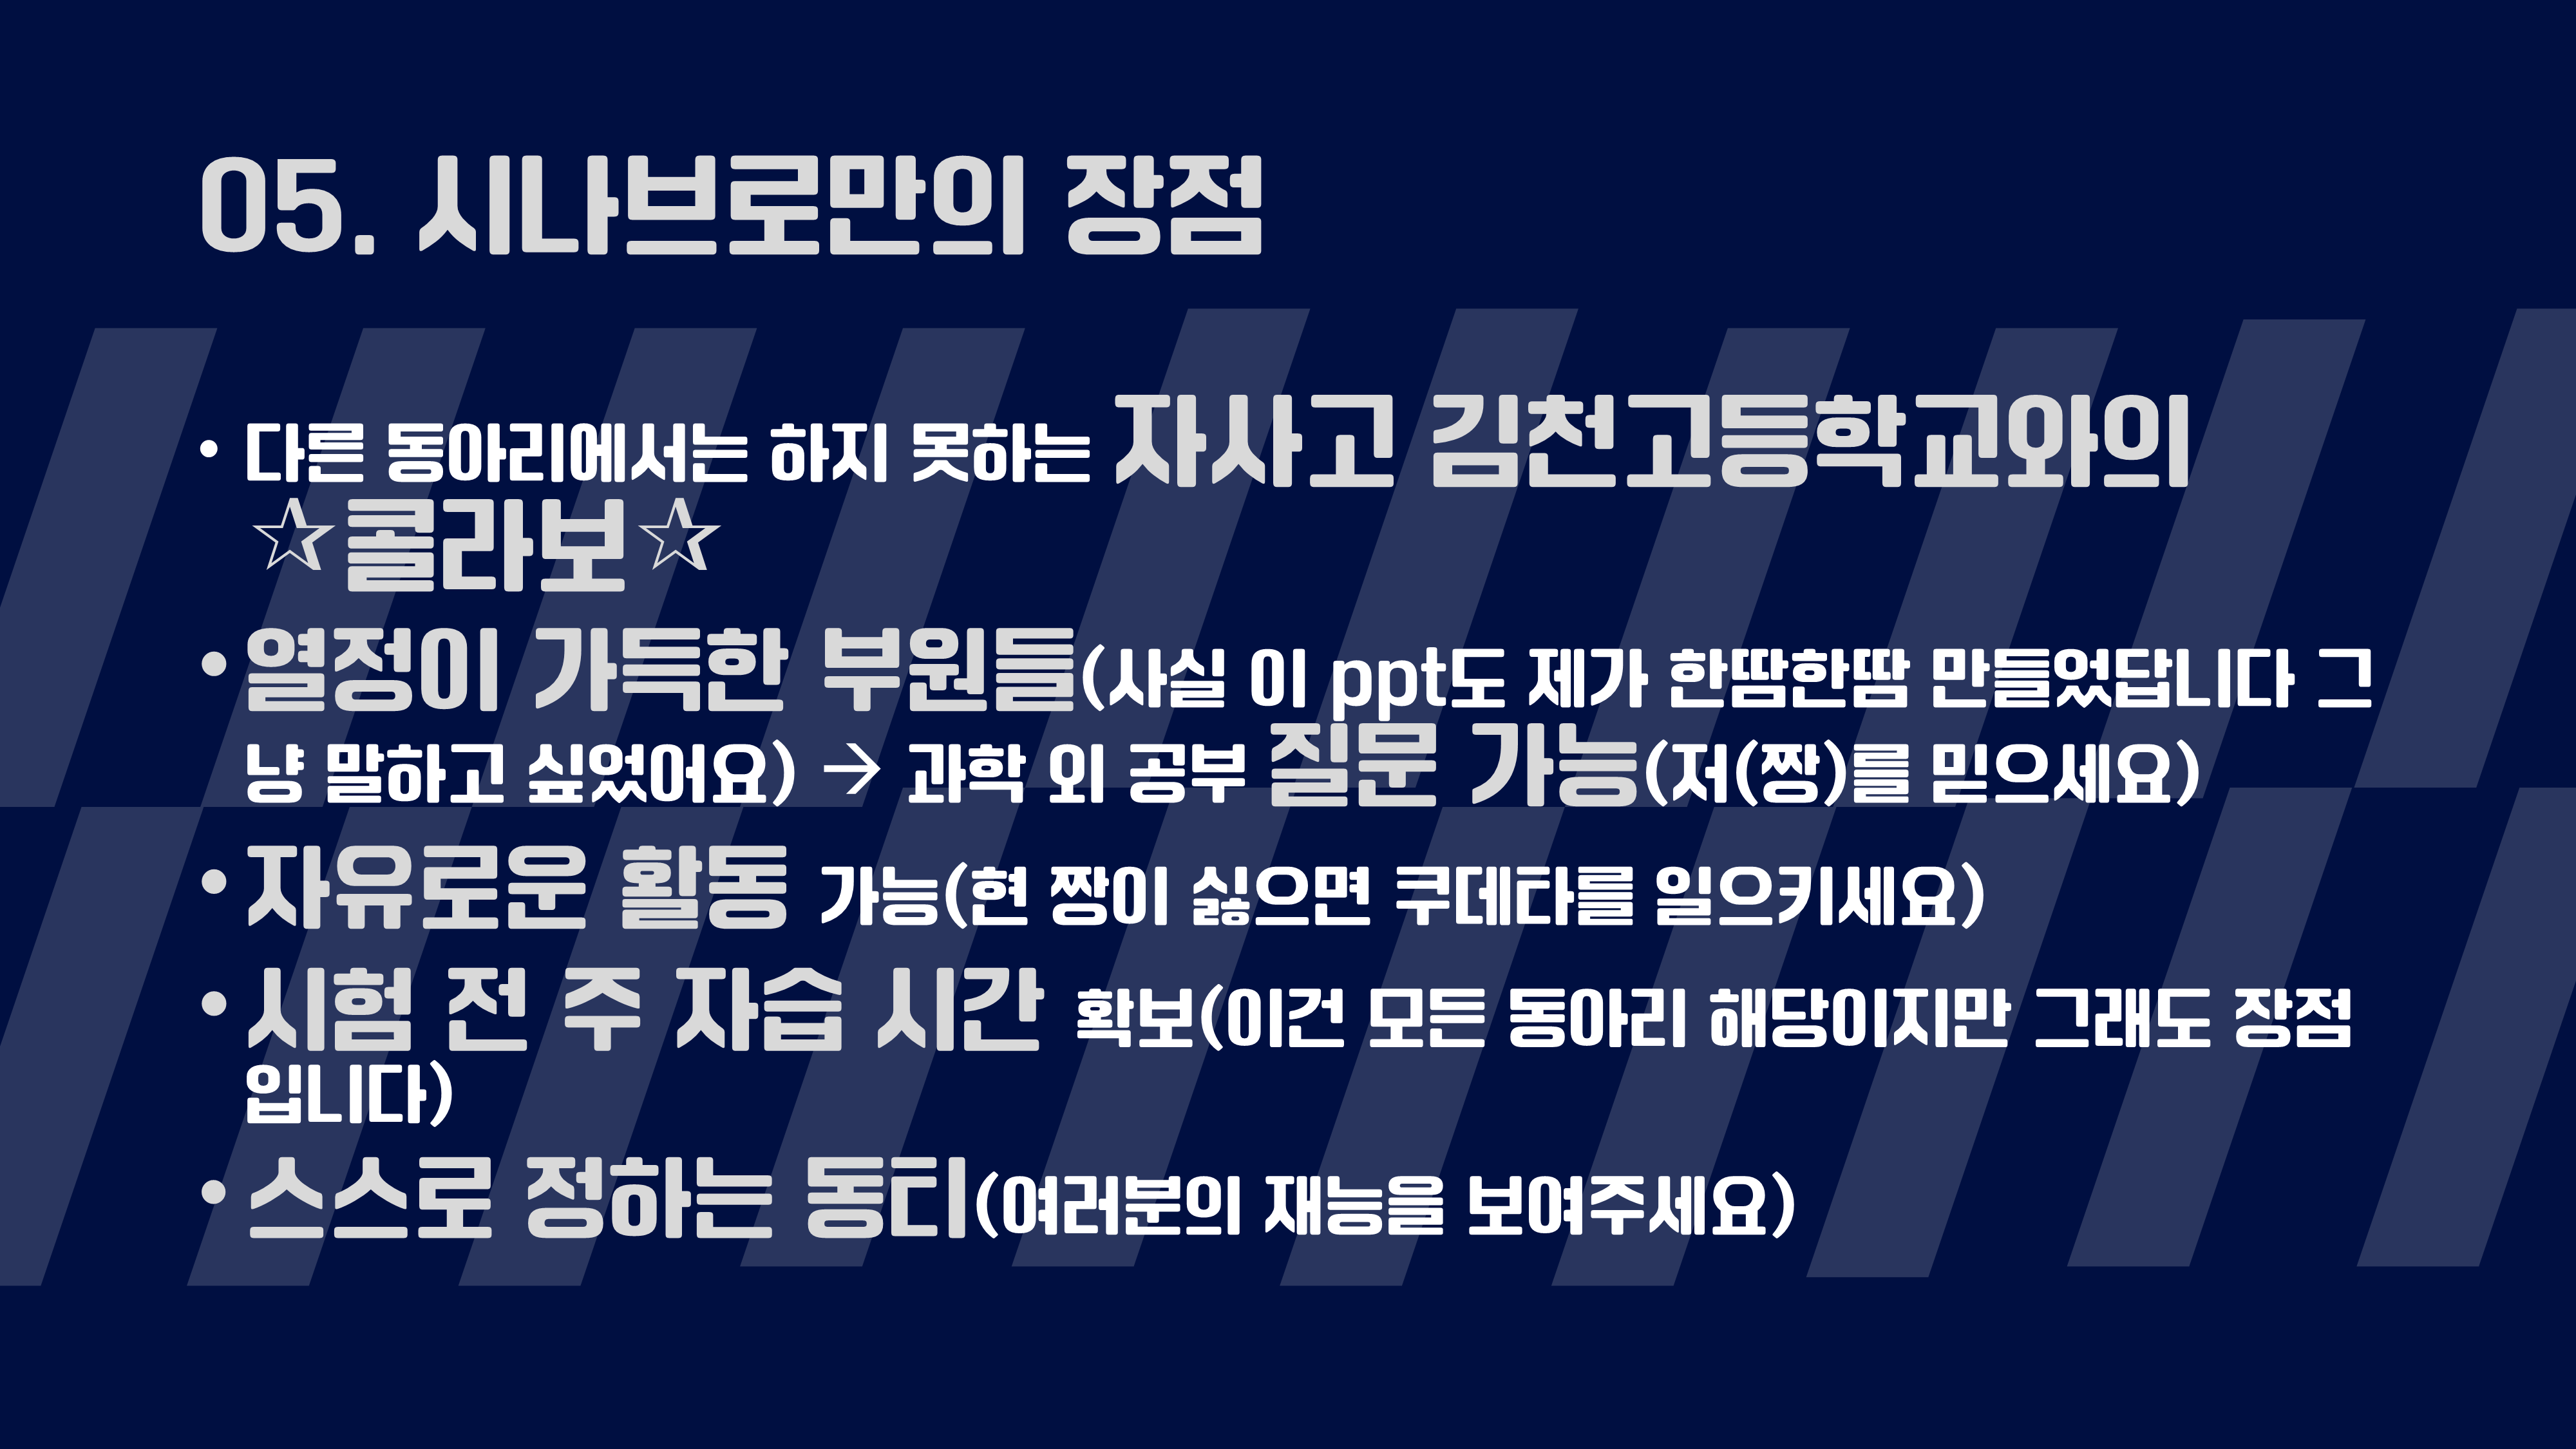 05. 시나브로만의 장점
• 다른 동아리에서는 하지 못하는 자사고 김천고등학교와의
☆콜라보☆
• 열정이 가득한 부원들(사실 이 ppt도 제가 한땀한땀 만들었답니다 그
냥 말하고 싶었어요) → 과학 외 공부 질문 가능(저(짱)를 믿으세요)
• 자유로운 활동 가능(현 짱이 싫으면 쿠데타를 일으키세요)
• 시험 전 주 자습 시간 확보(이건 모든 동아리 해당이지만 그래도 장점
입니다)
• 스스로 정하는 동티(여러분의 재능을 보여주세요)